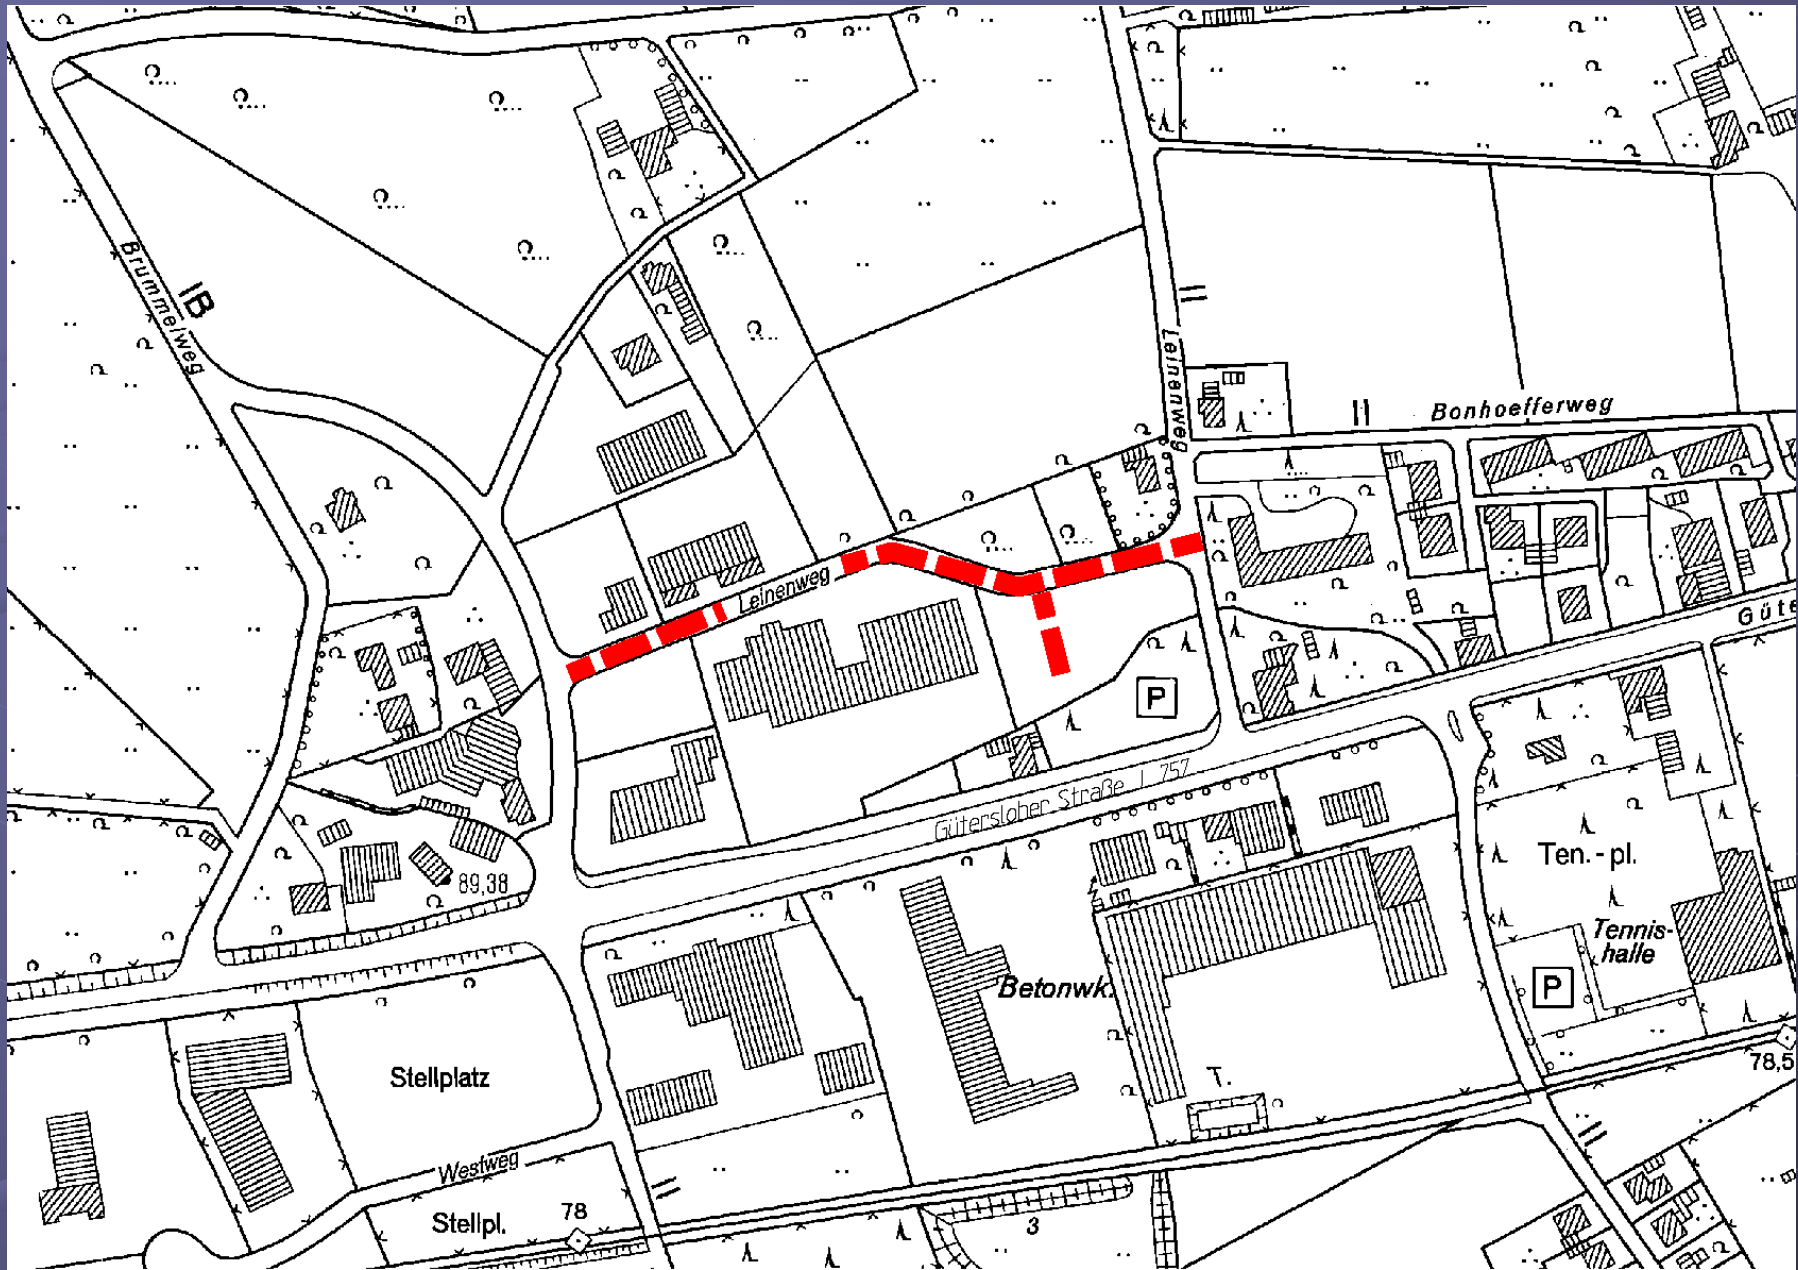 Brummelweg
IB
Leinenweg
Bonhoefferweg
Leinenweg
Güte
P
Gütersloher Straße L 757
Ten.-pl.
89,38
Tennis-
halle
Betonwk.
P
Stellplatz
T.
78,5
Westweg
Stellpl.
78
3